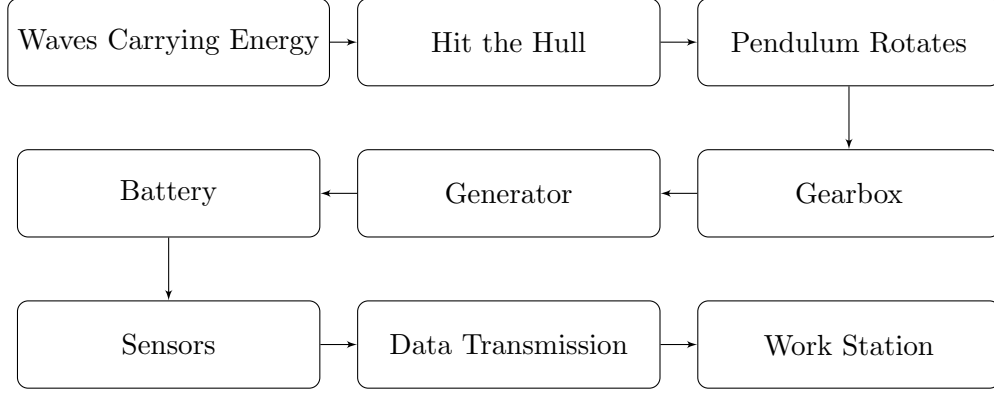 Waves Carrying Energy
Hit the Hull
Pendulum Rotates
Battery
Generator
Gearbox
Sensors
Data Transmission
Work Station